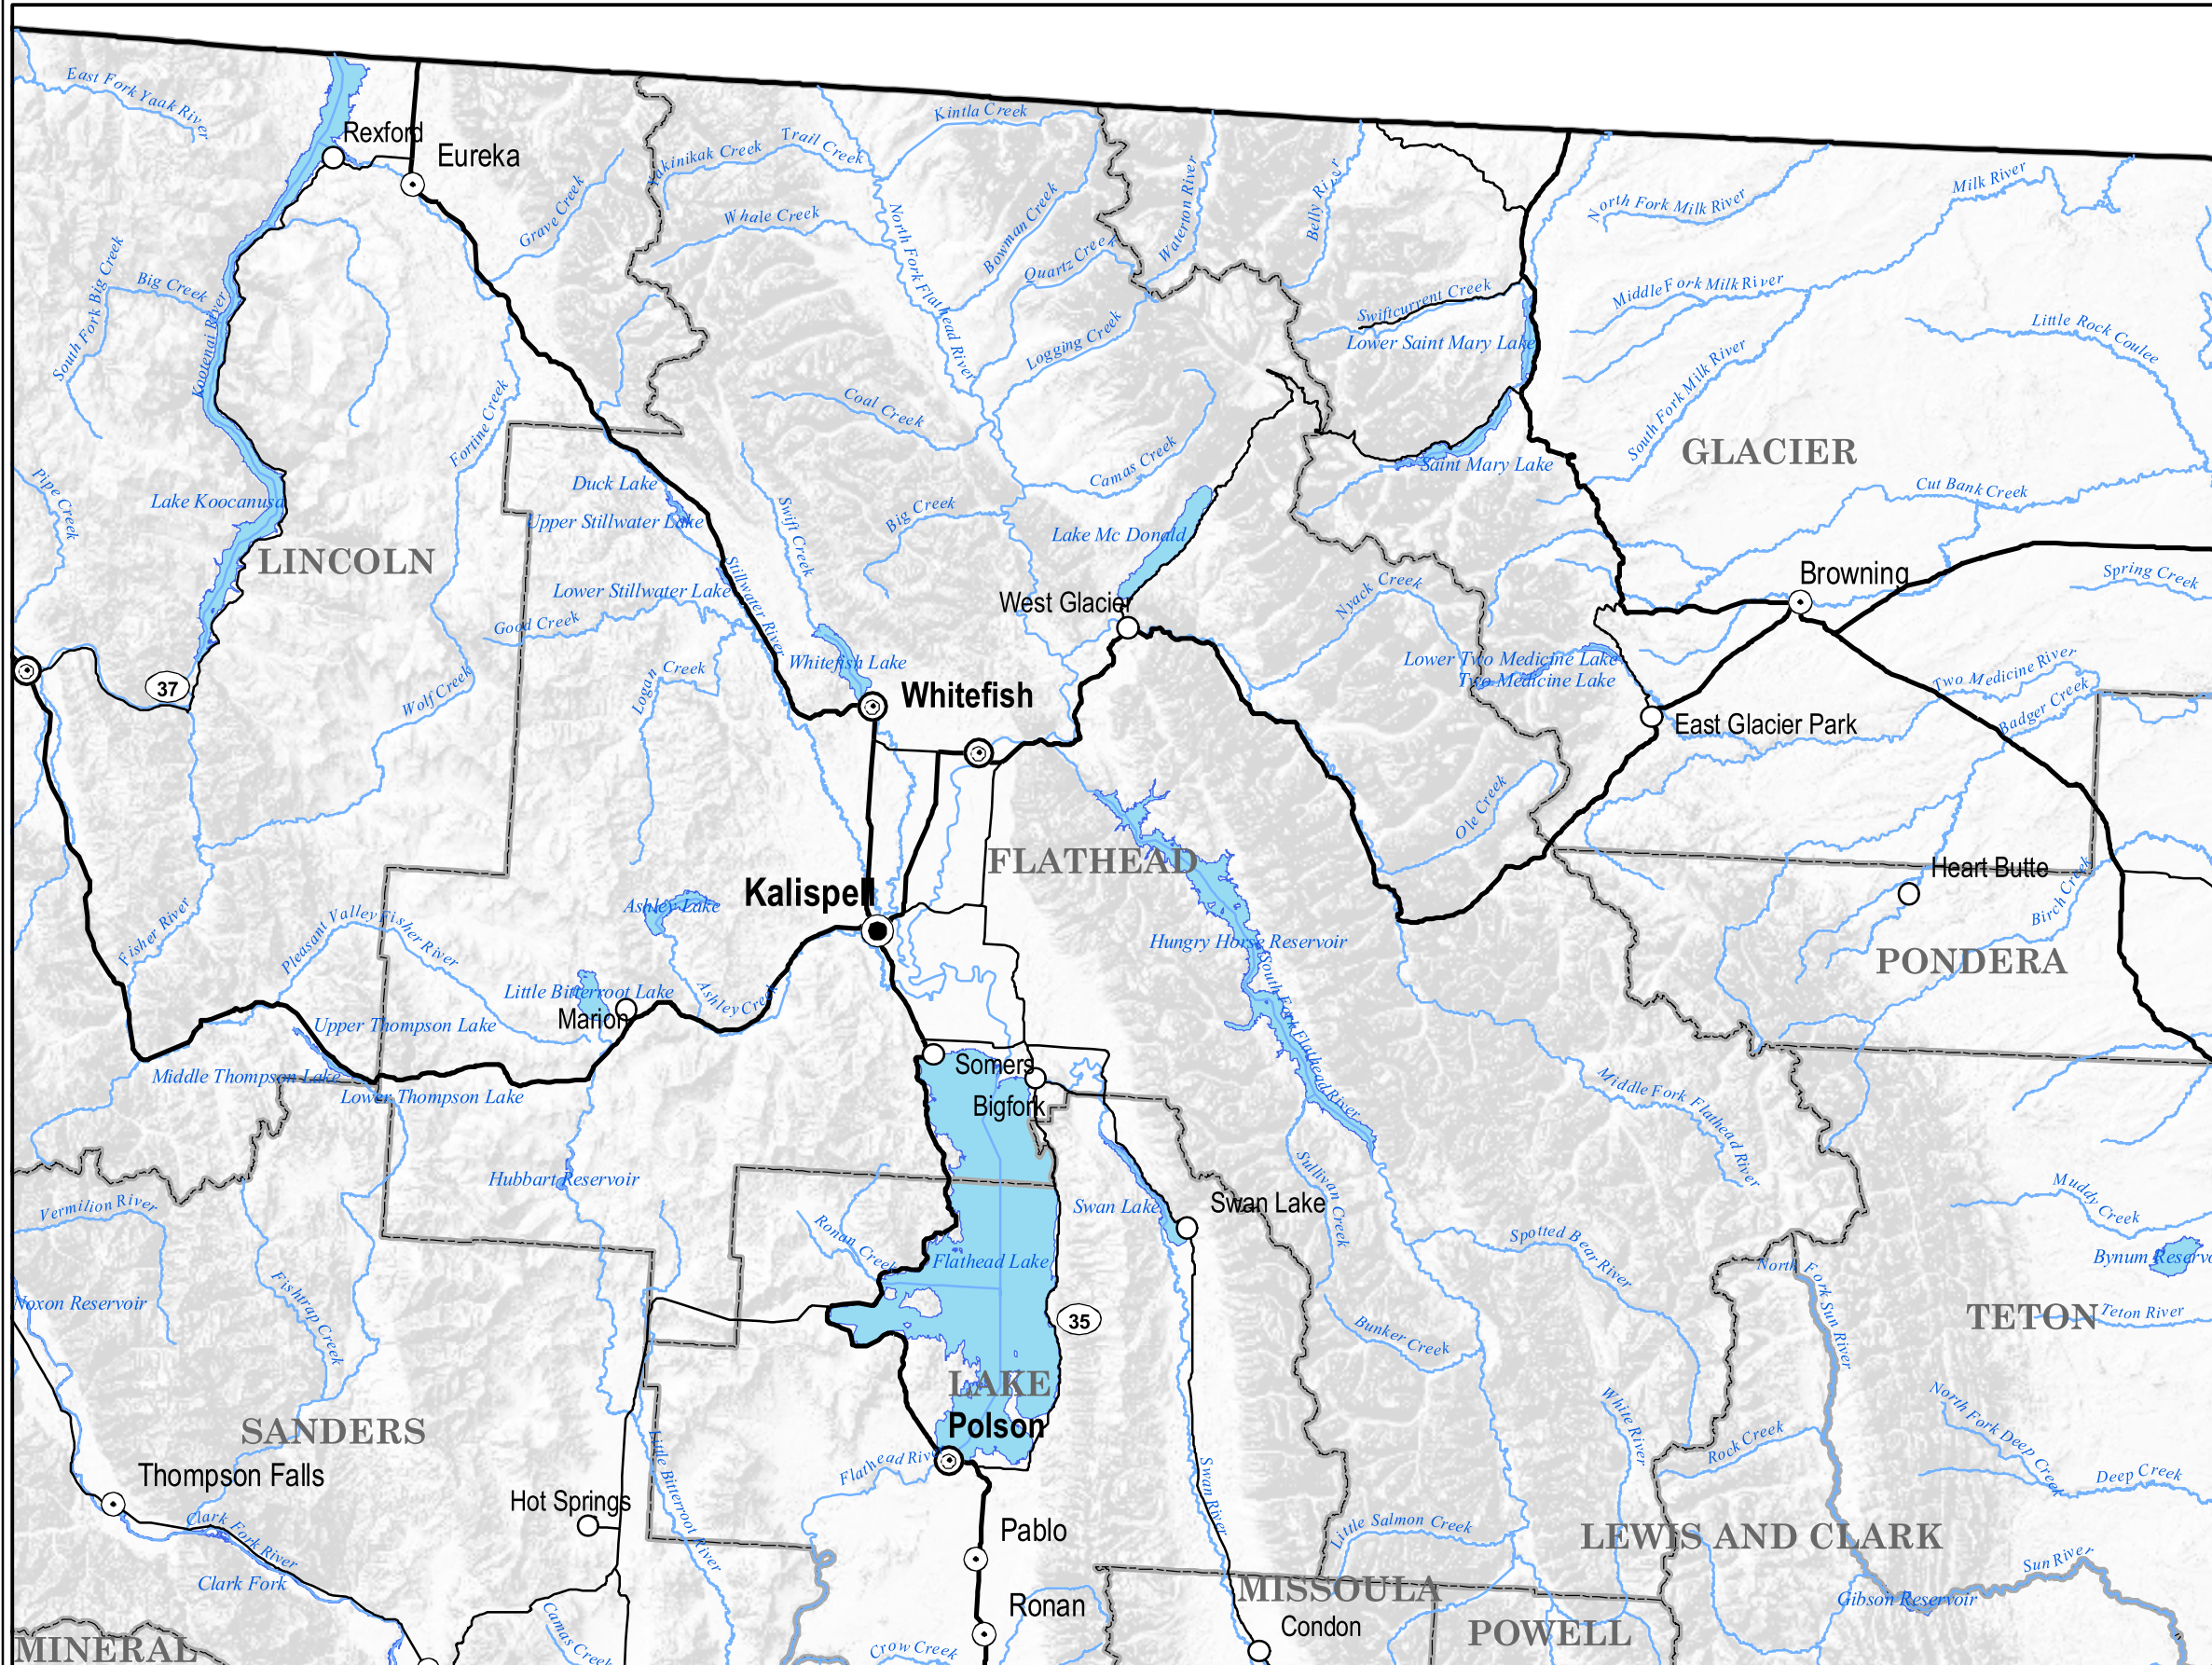 East Fork Yaak River
Rexford
Eureka
Grave Creek
Yakinikak Creek
Trail Creek
Kintla Creek
Whale Creek
North Fork Flathead River
Bowman Creek
Quartz Creek
Waterton River
Belly River
North Fork Milk River
Milk River
South Fork Big Creek
Big Creek
Kootenai River
Logging Creek
Swiftcurrent Creek
Lower Saint Mary Lake
Middle Fork Milk River
South Fork Milk River
Little Rock Coulee
Fortine Creek
Coal Creek
Camas Creek
Saint Mary Lake
GLACIER
Cut Bank Creek
Pipe Creek
Lake Koocanusa
LINCOLN
Duck Lake
Upper Stillwater Lake
Swift Creek
Big Creek
Lake Mc Donald
Lower Stillwater Lake
Stillwater River
Good Creek
West Glacier
Nyack Creek
Browning
Spring Creek
37
Wolf Creek
Logan Creek
Whitefish Lake
Whitefish
Lower Two Medicine Lake
Two Medicine Lake
East Glacier Park
Two Medicine River
Badger Creek
Ole Creek
FLATHEAD
Kalispell
Ashley Lake
Heart Butte
Birch Creek
PONDERA
Fisher River
Pleasant Valley Fisher River
Hungry Horse Reservoir
South Fork Flathead River
Little Bitterroot Lake
Marion
Ashley Creek
Upper Thompson Lake
Middle Thompson Lake
Lower Thompson Lake
Somers
Bigfork
Middle Fork Flathead River
Hubbart Reservoir
Vermilion River
Swan Lake
Swan Lake
Sullivan Creek
Spotted Bear River
Muddy Creek
Bynum Reserv
Ronan Creek
Flathead Lake
North Fork Sun River
Noxon Reservoir
Fishtrap Creek
35
Bunker Creek
TETON
Teton River
LAKE
Polson
White River
Rock Creek
North Fork Deep Creek
Deep Creek
SANDERS
Thompson Falls
Flathead Riv
Little Bitterroot River
Hot Springs
Swan River
Clark Fork River
Clark Fork
Pablo
Little Salmon Creek
LEWIS AND CLARK
Sun River
Gibson Reservoir
MISSOULA
Condon
POWELL
Ronan
Crow Creek
Camas Creek
MINERAL